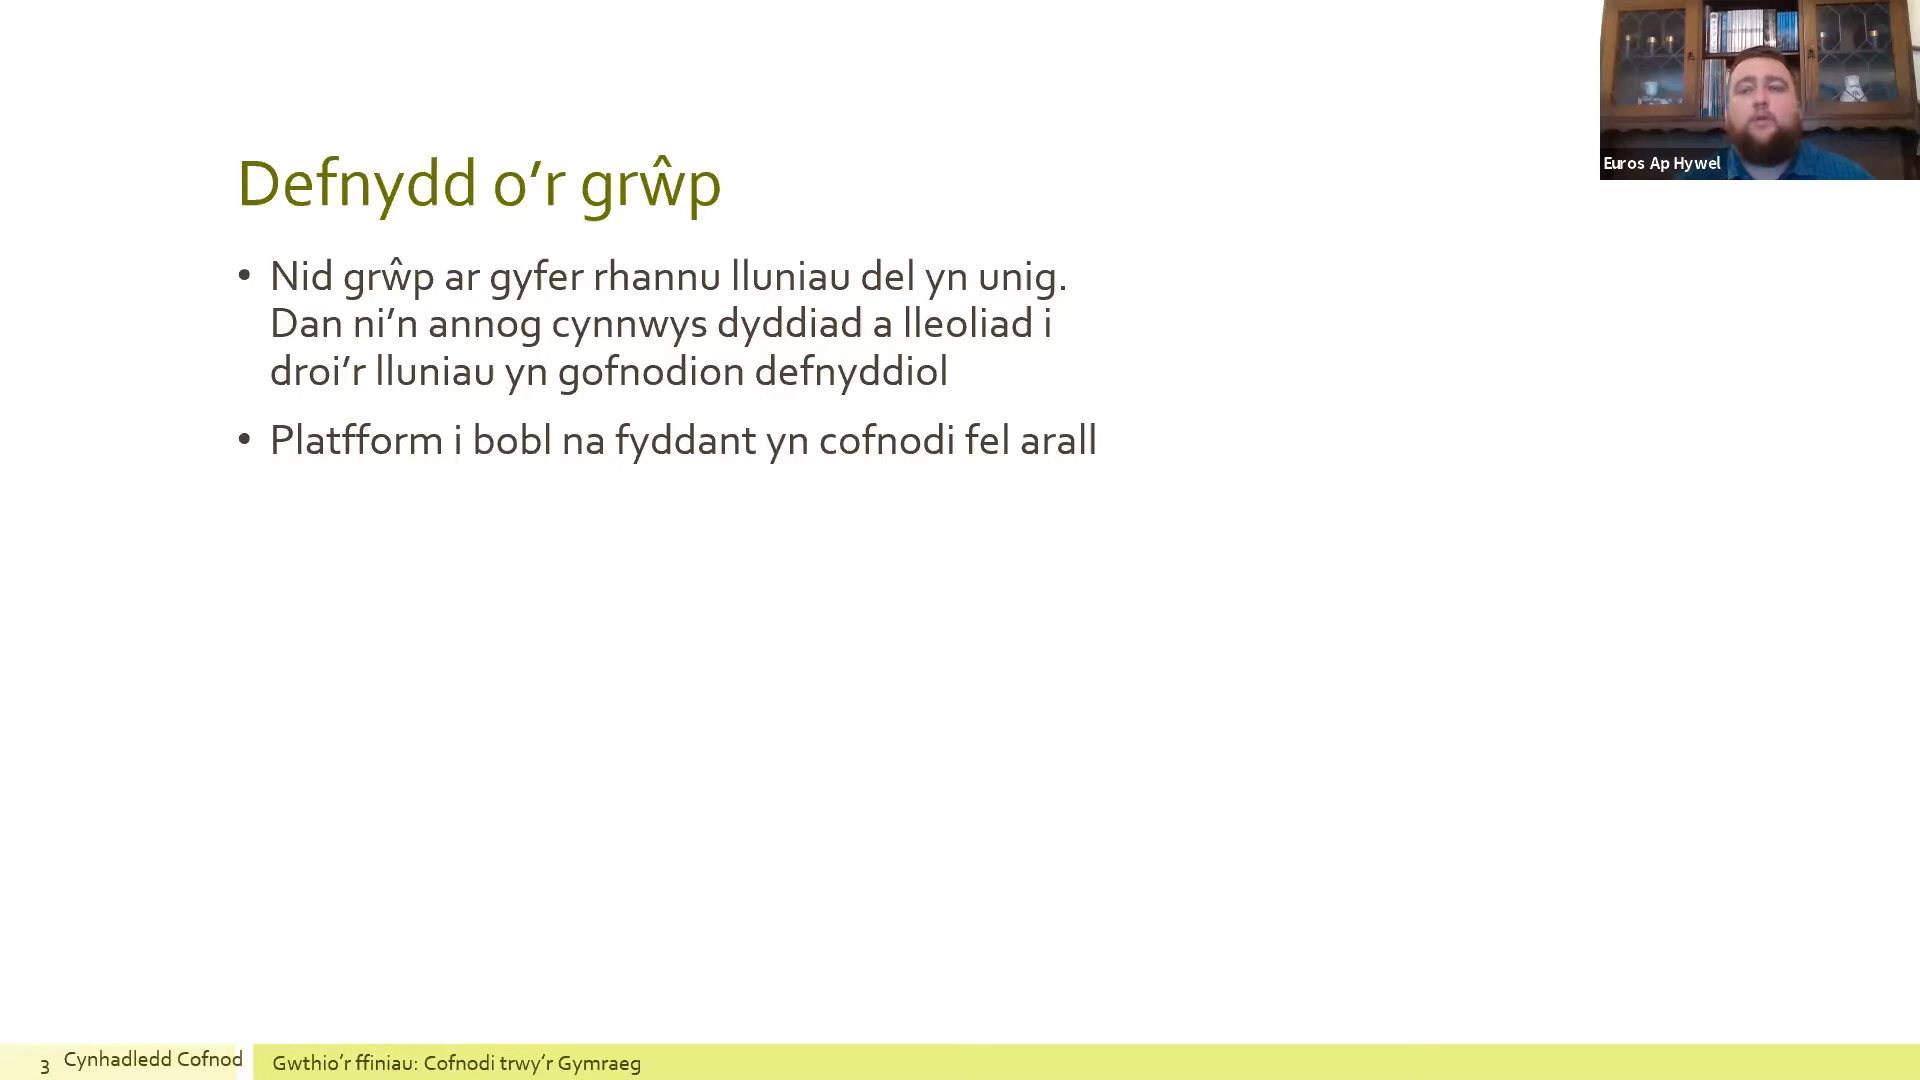 Defnydd o’r grŵp
• Nid grŵp ar gyfer rhannu lluniau del yn unig.
Dan ni’n annog cynnwys dyddiad a lleoliad i
droi’r lluniau yn gofnodion defnyddiol
• Platfform i bobl na fyddant yn cofnodi fel arall
Euros Ap Hywel
3 Cynhadledd Cofnod
Gwthio’r ffiniau: Cofnodi trwy’r Gymraeg